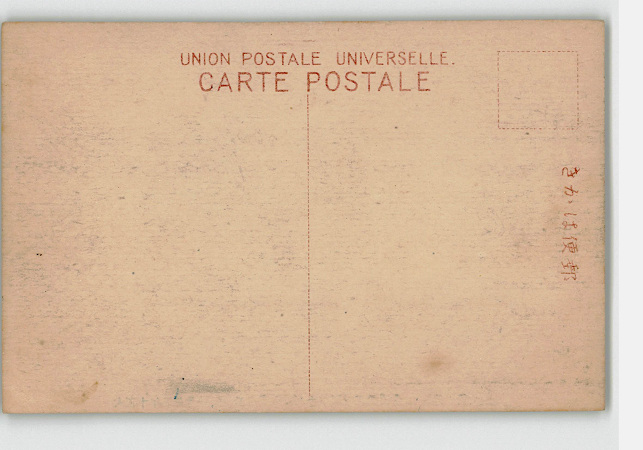 UNION POSTALE UNIVERSELLE.
CARTE POSTALE
きかは便郵